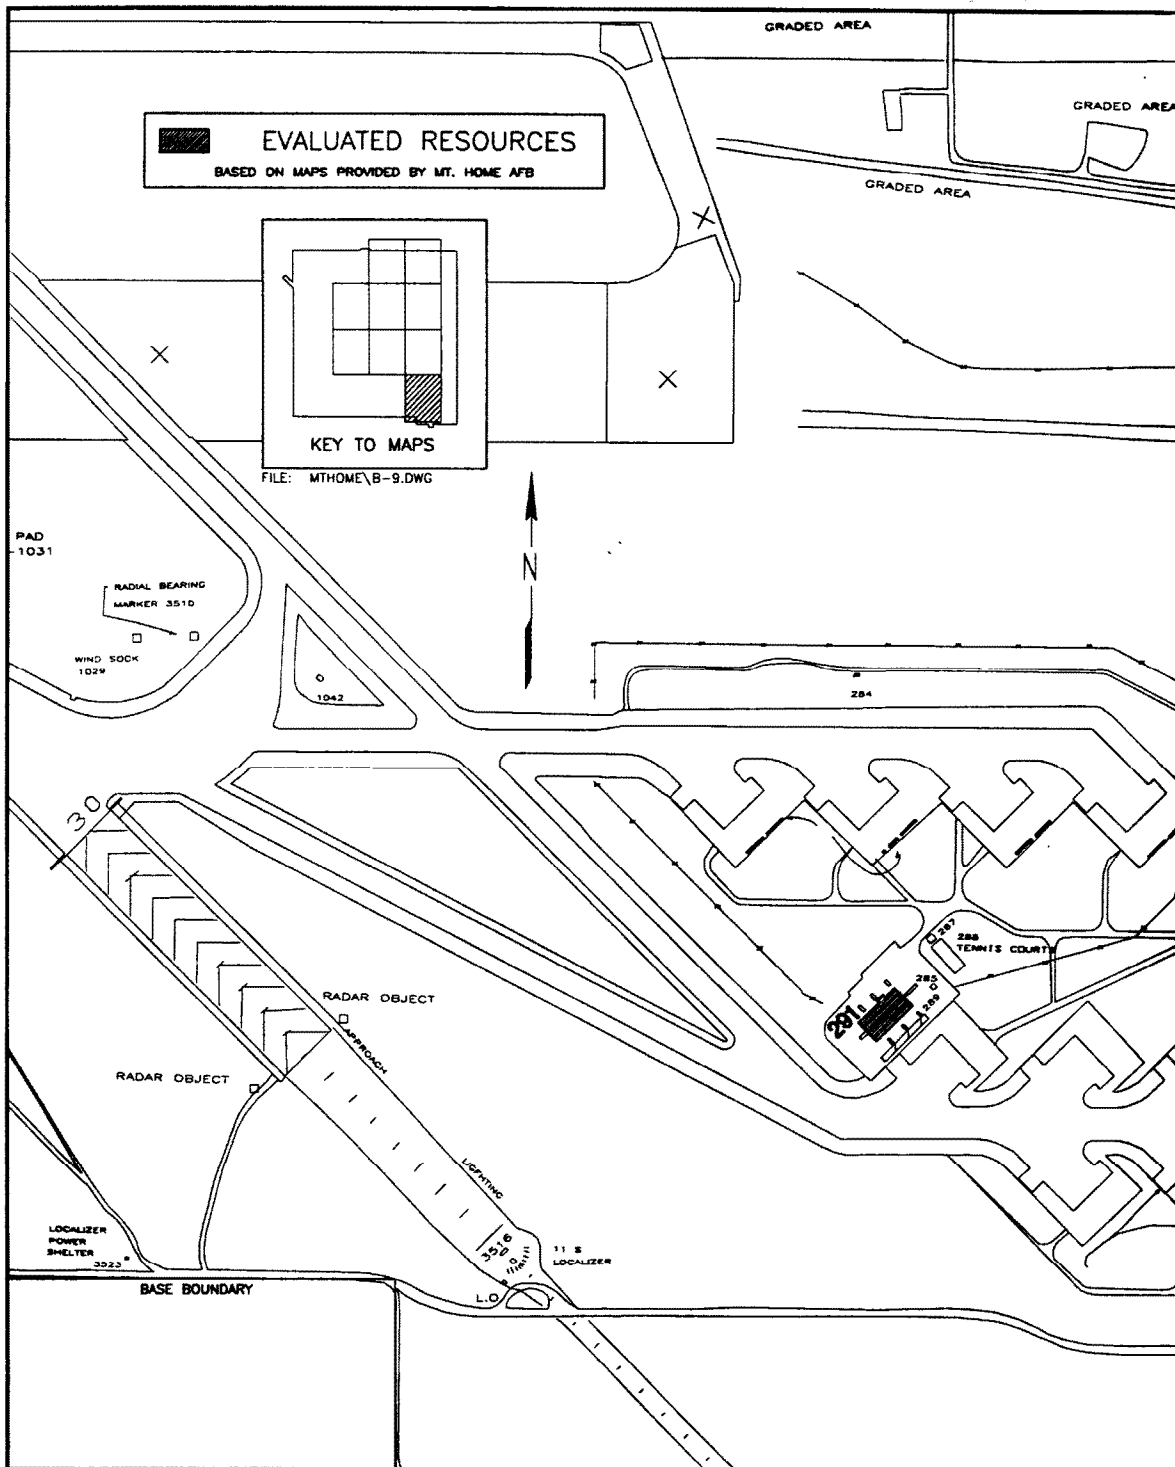 GRADED AREA
GRADED AREA
EVALUATED RESOURCES
BASED ON MAPS PROVIDED BY MT. HOME AFB
GRADED AREA
KEY TO MAPS
FILE: MTHOME\B-9.DWG
N
PAD
1031
RADIAL BEARING
MARKER 3510
WIND SOCK
1029
1042
284
30
287
286
TENNIS COURTS
285
289
291
RADAR OBJECT
APPROACH
RADAR OBJECT
LIGHTING
LOCALIZER
POWER
SHELTER
3523
3516
11 S
LOCALIZER
BASE BOUNDARY
L.O